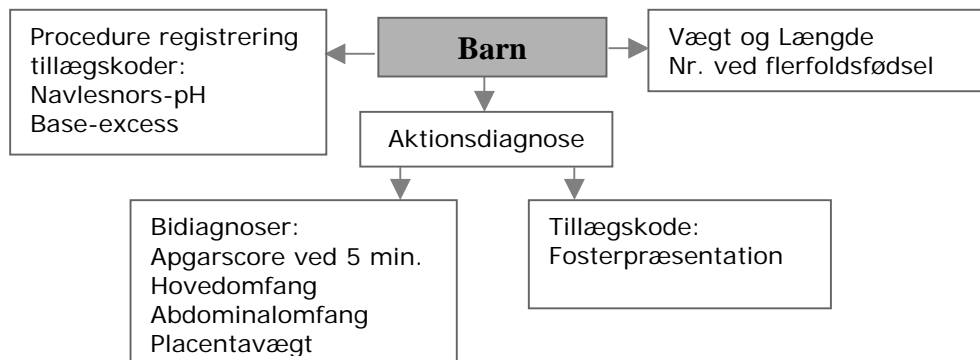 Procedure registrering
tillægskoder:
Navlesnors-pH
Base-excess
Barn
Vægt og Længde
Nr. ved flerfoldsfødsel
Aktionsdiagnose
Bidiagnoser:
Apgarscore ved 5 min.
Hovedomfang
Abdominalomfang
Placentavægt
Tillægskode:
Fosterpræsentation